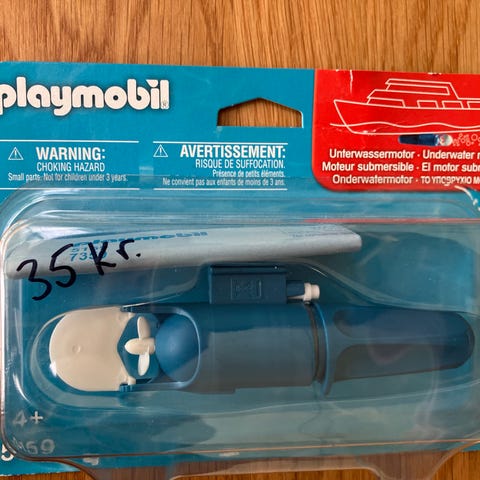 playmobil
WARNING:
CHOKING HAZARD
Small parts. Not for children under 3 years.
AVERTISSEMENT:
RISQUE DE SUFFOCATION.
Présence de petits éléments.
Ne convient pas aux enfants de moins de 3 ans.
Unterwassermotor · Underwater
Moteur submersible · El motor
Onderwatermotor · ΤΟ ΥΠΟΒΡΥΧΙΟ
playmobil
35 Kr.
4+